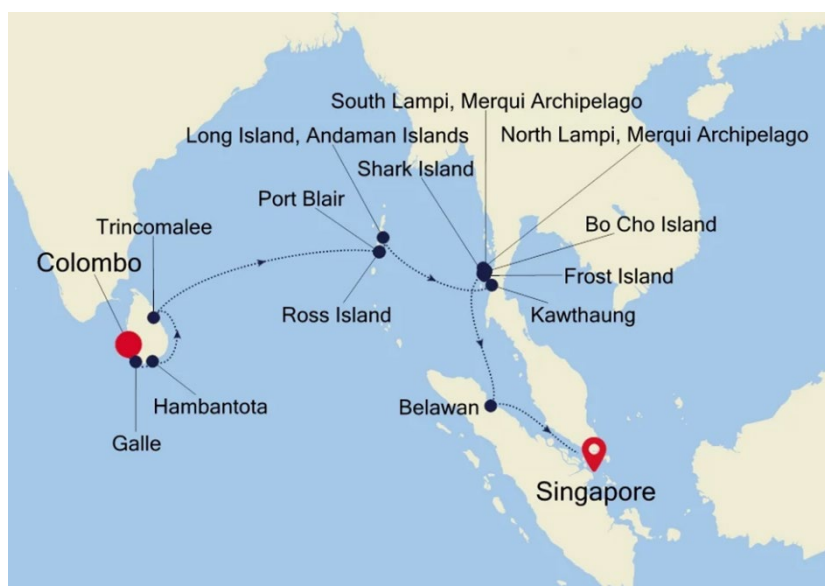 South Lampi, Merqui Archipelago
Long Island, Andaman Islands
North Lampi, Merqui Archipelago
Shark Island
Port Blair
Trincomalee
Bo Cho Island
Colombo
Frost Island
Ross Island
Kawthaung
Hambantota
Belawan
Galle
Singapore